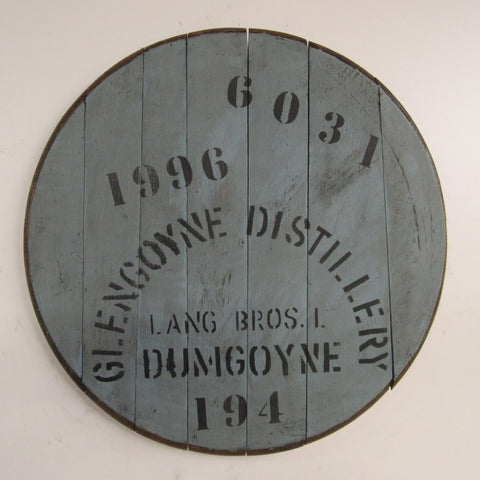 6031
1996
GLENGOYNE DISTILLERY
LANG BROS. L
DUMGOYNE
194